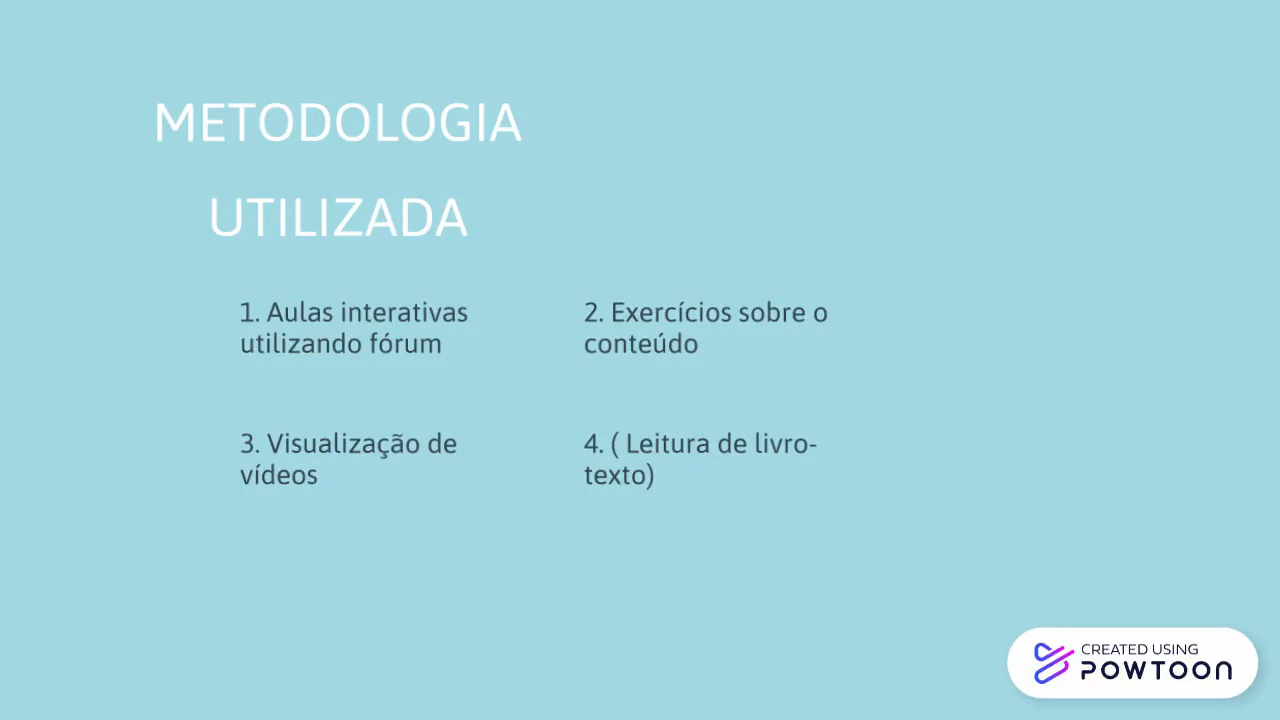 METODOLOGIA
UTILIZADA
1. Aulas interativas
utilizando fórum
2. Exercícios sobre o
conteúdo
3. Visualização de
vídeos
4. ( Leitura de livro-
texto)
CREATED USING
POWTOON